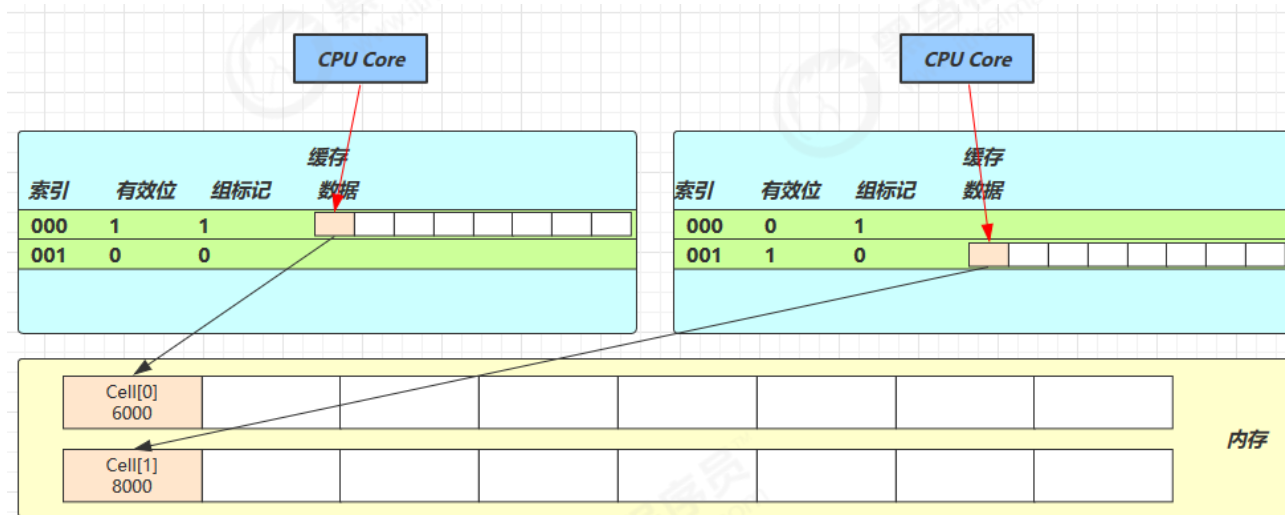 CPU Core
CPU Core
缓存
索引 有效位 组标记 数据
000 1 1
001 0 0
缓存
索引 有效位 组标记 数据
000 0 1
001 1 0
Cell[0]
6000
Cell[1]
8000
内存